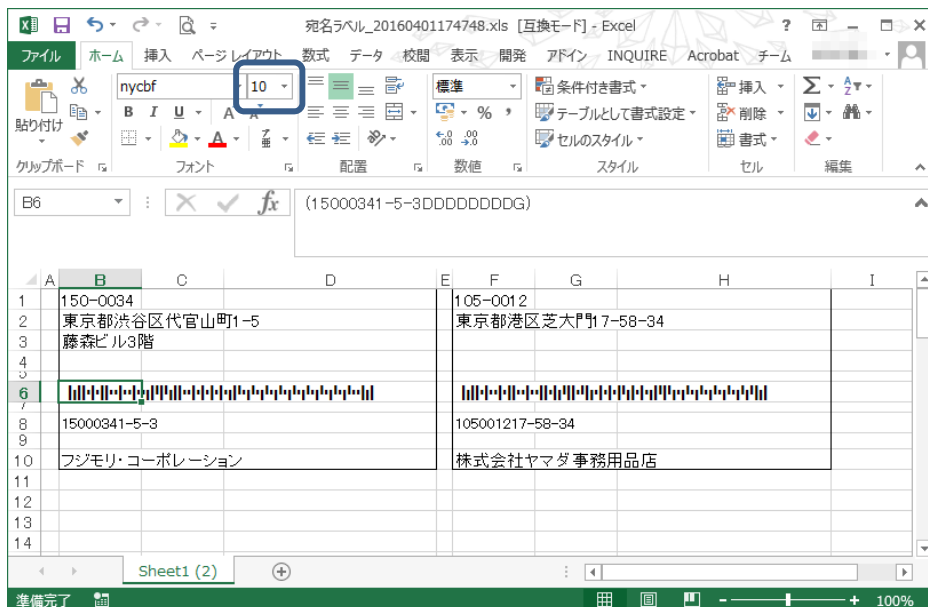 宛名ラベル_20160401174748.xls [互換モード] - Excel
ファイル ホーム 挿入 ページ レイアウト 数式 データ 校閲 表示 開発 アドイン INQUIRE Acrobat チーム
nycbf 10 標準 条件付き書式 挿入
貼り付け B I U A A % テーブルとして書式設定 削除
A セルのスタイル 書式
クリップボード フォント 配置 数値 スタイル セル 編集
B6 fx (15000341-5-3DDDDDDDDG)
A B C D E F G H I
1 150-0034 105-0012
2 東京都渋谷区代官山町1-5 東京都港区芝大門17-58-34
3 藤森ビル3階
4
5
6
7
8 15000341-5-3 105001217-58-34
9
10 フジモリ・コーポレーション 株式会社ヤマダ事務用品店
11
12
13
14
Sheet1 (2)
準備完了 100%